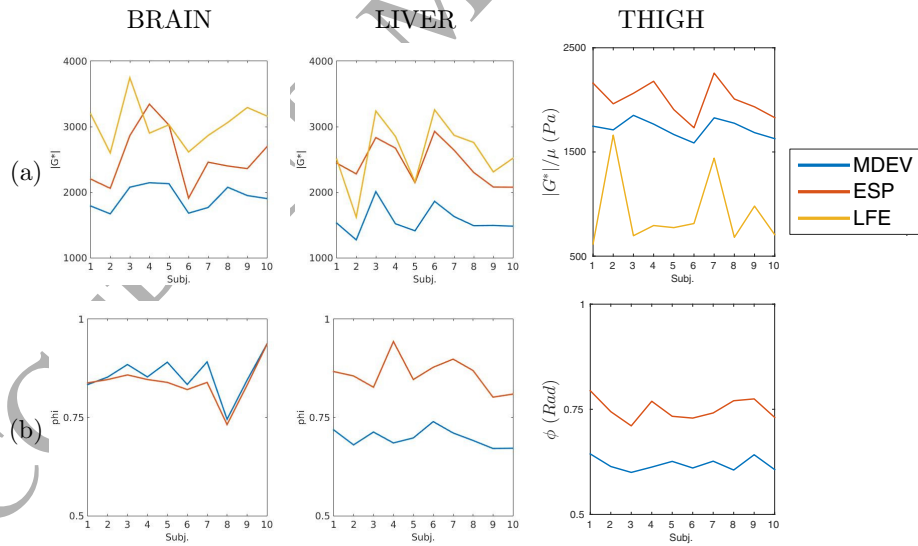 BRAIN LIVER THIGH
(a)
|G*|
4000
3000
2000
1000
1 2 3 4 5 6 7 8 9 10
Subj.
|G*|
4000
3000
2000
1000
1 2 3 4 5 6 7 8 9 10
Subj.
|G*|/μ (Pa)
2500
1500
500
1 2 3 4 5 6 7 8 9 10
Subj.
MDEV
ESP
LFE
(b)
phi
1
0.75
0.5
1 2 3 4 5 6 7 8 9 10
Subj.
phi
1
0.75
0.5
1 2 3 4 5 6 7 8 9 10
Subj.
ϕ (Rad)
1
0.75
0.5
1 2 3 4 5 6 7 8 9 10
Subj.